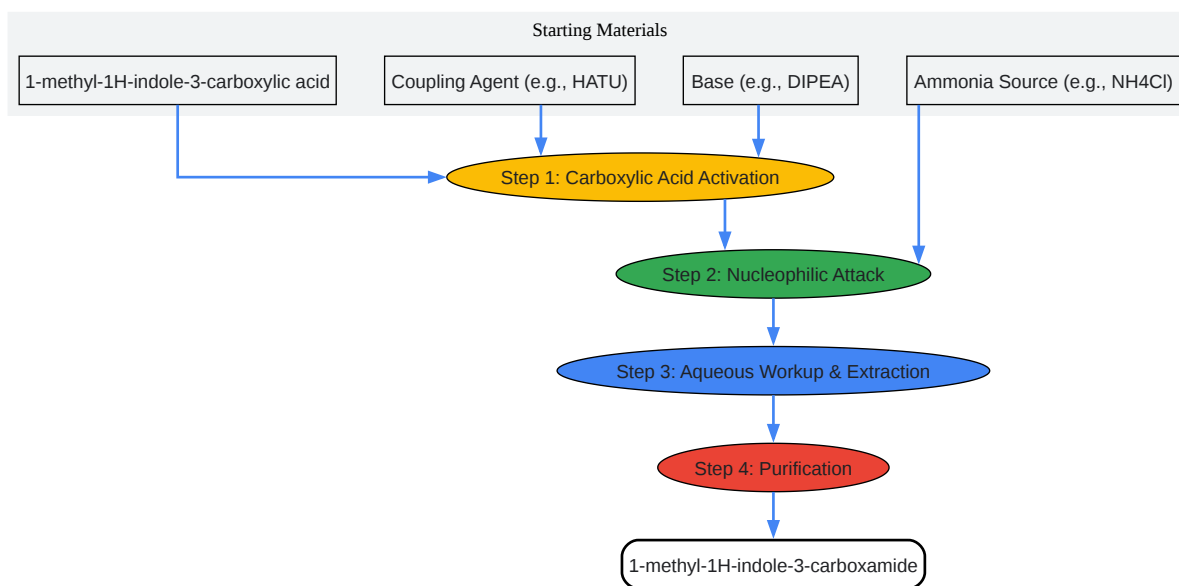 Starting Materials
1-methyl-1H-indole-3-carboxylic acid
Coupling Agent (e.g., HATU)
Base (e.g., DIPEA)
Ammonia Source (e.g., NH4Cl)
Step 1: Carboxylic Acid Activation
Step 2: Nucleophilic Attack
Step 3: Aqueous Workup & Extraction
Step 4: Purification
1-methyl-1H-indole-3-carboxamide